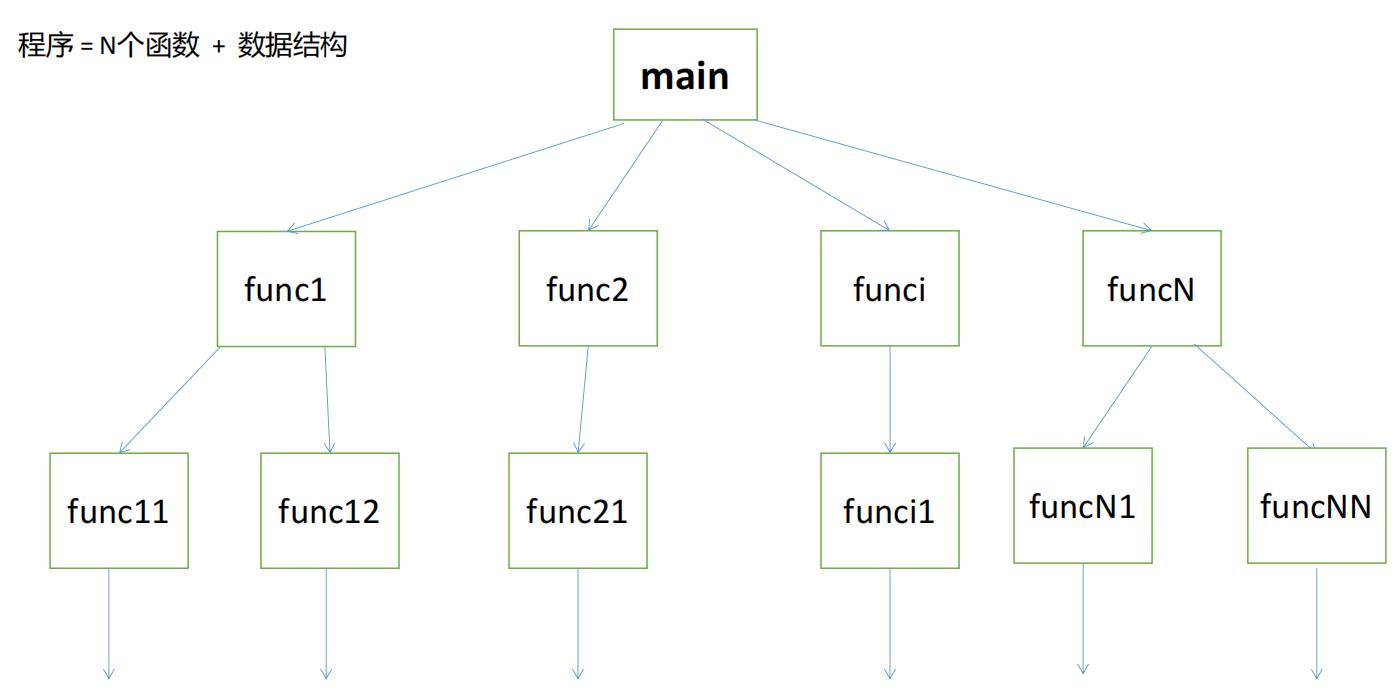 程序 = N个函数 + 数据结构
main
func1
func2
funci
funcN
func11
func12
func21
funci1
funcN1
funcNN